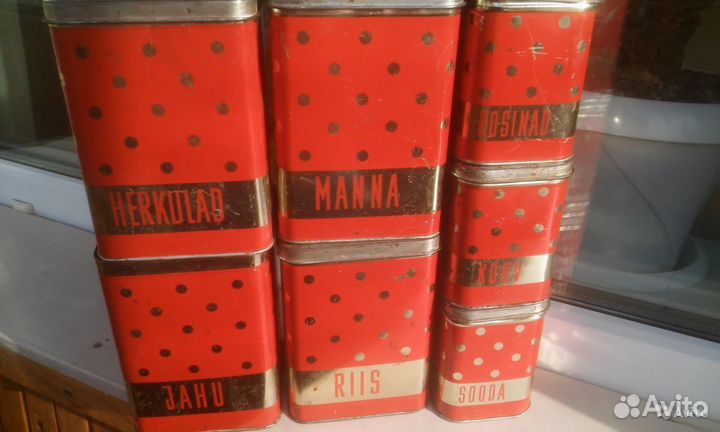 HERKULAD
MANNA
ROSINAD
JAHU
RIIS
SOODA
Avito